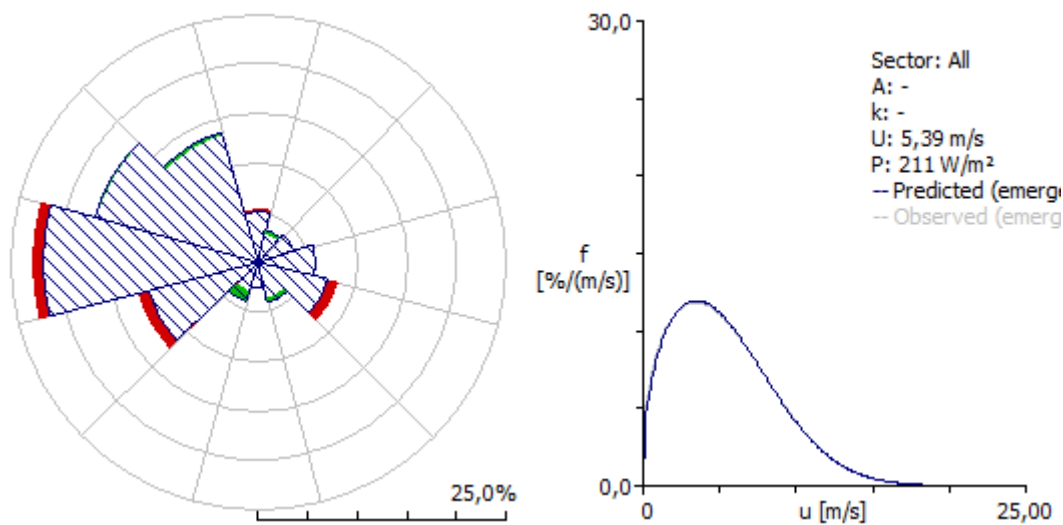 25,0%
30,0
f
[%/(m/s)]
0,0
0
u [m/s]
25,00
Sector: All
A: -
k: -
U: 5,39 m/s
P: 211 W/m²
-- Predicted (emerge
-- Observed (emerg